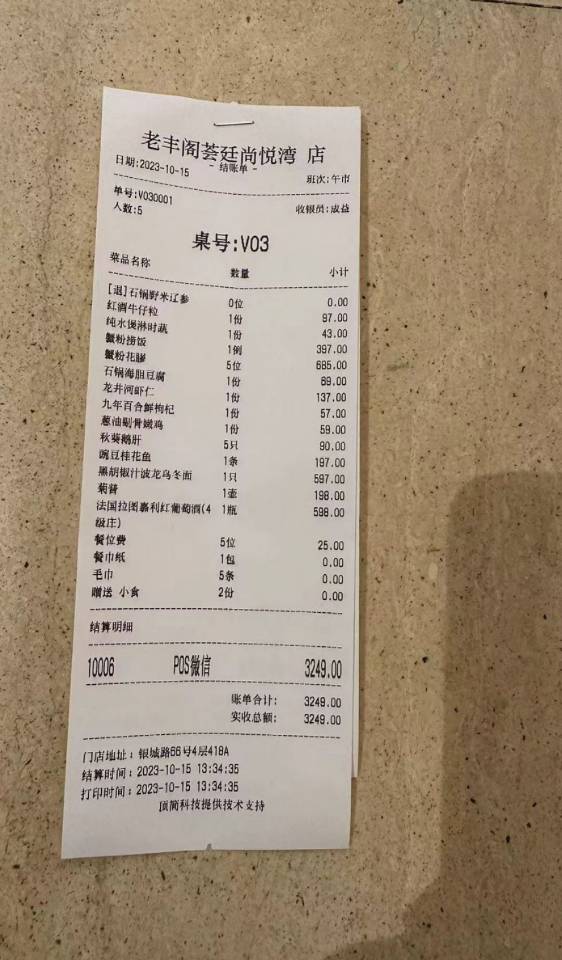 老丰阁荟廷尚悦湾 店
- 结账单 -
日期:2023-10-15 班次:午市
单号:V030001
人数:5 收银员:成益
桌号:V03
菜品名称 数量 小计
[退]石锅野米辽参 0位 0.00
红酒牛仔粒 1份 97.00
纯水煲淋时蔬 1份 43.00
蟹粉捞饭 1例 397.00
蟹粉花胶 5位 685.00
石锅海胆豆腐 1份 69.00
龙井河虾仁 1份 137.00
九年百合鲜枸杞 1份 57.00
葱油剔骨嫩鸡 1份 59.00
秋葵鹅肝 5只 90.00
豌豆桂花鱼 1条 197.00
黑胡椒汁波龙乌冬面 1只 597.00
菊普 1壶 198.00
法国拉图嘉利红葡萄酒(4 1瓶 598.00
级庄)
餐位费 5位 25.00
餐巾纸 1包 0.00
毛巾 5条 0.00
赠送 小食 2份 0.00
结算明细
10006 POS微信 3249.00
账单合计: 3249.00
实收总额: 3249.00
门店地址: 银城路66号4层418A
结算时间: 2023-10-15 13:34:35
打印时间: 2023-10-15 13:34:35
顶简科技提供技术支持